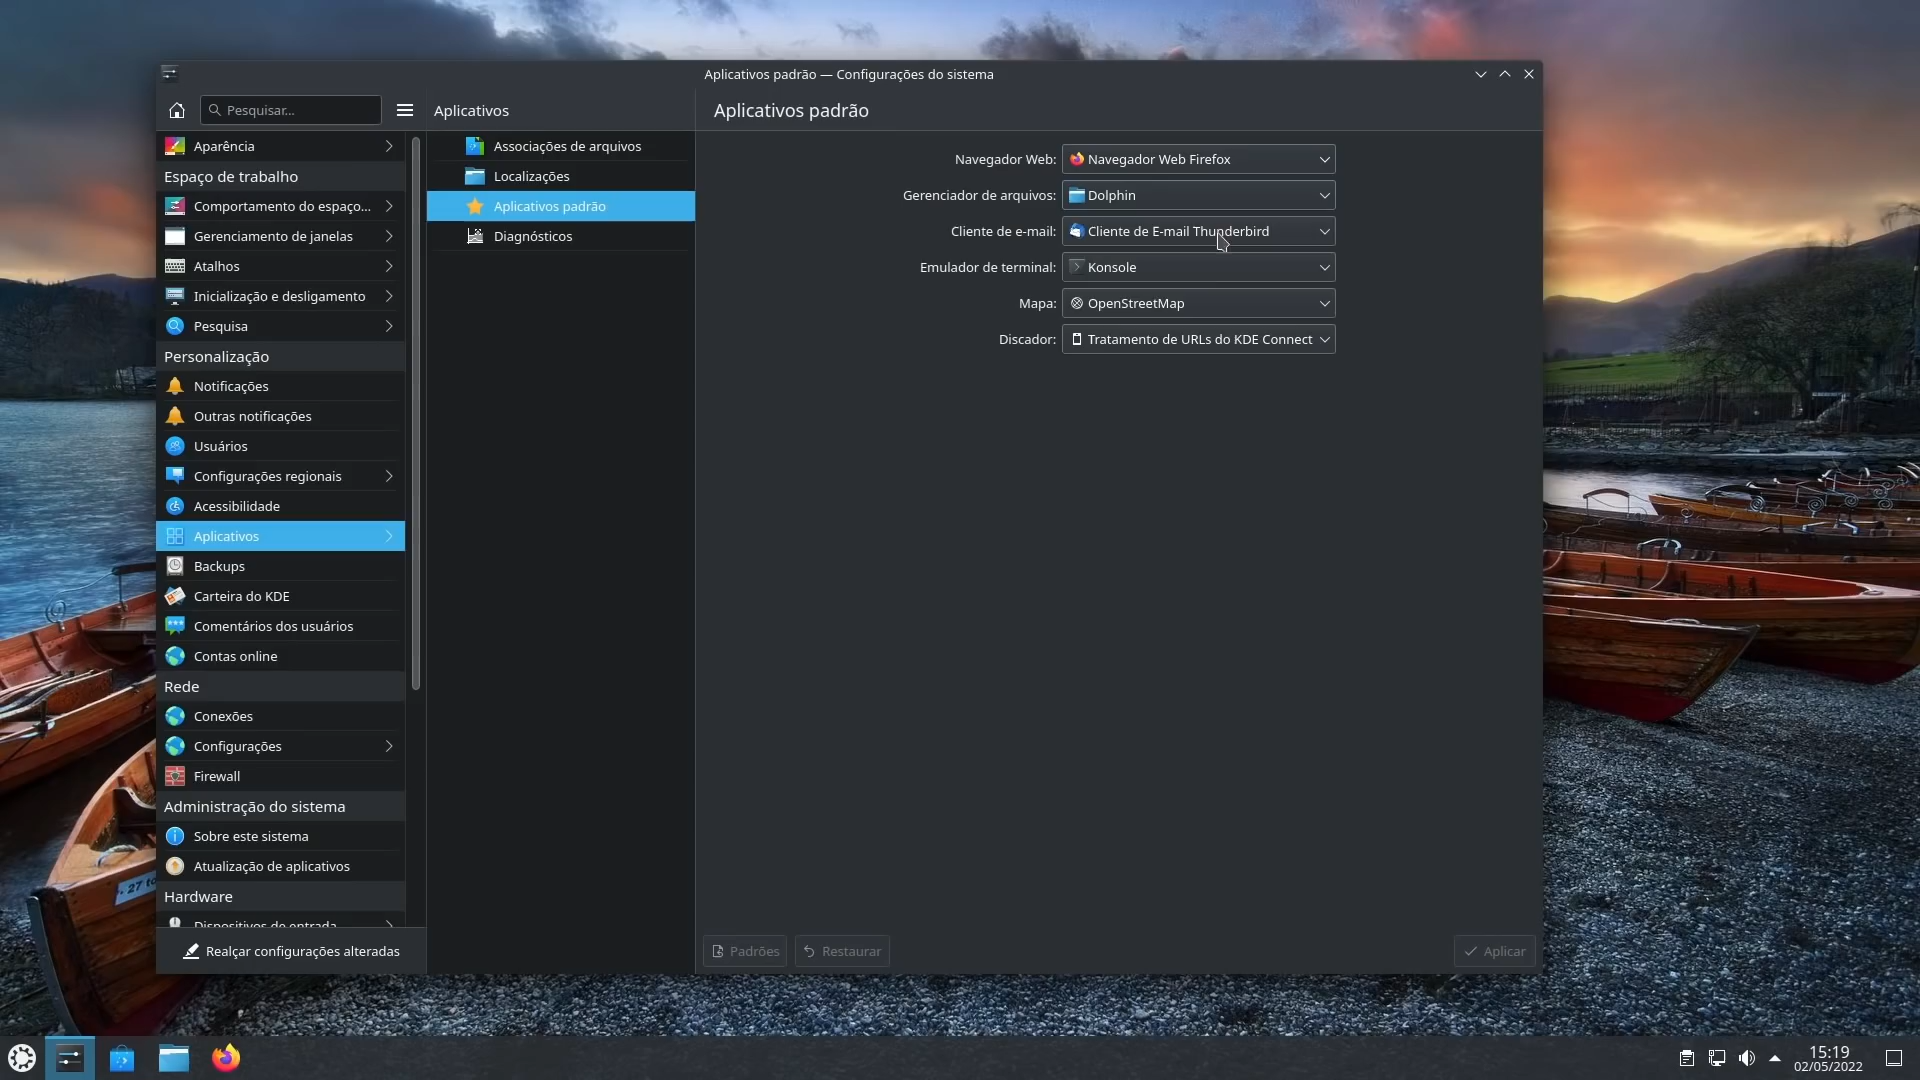 Aplicativos padrão — Configurações do sistema
Pesquisar...
Aplicativos
Aplicativos padrão
Aparência
Espaço de trabalho
Comportamento do espaço...
Gerenciamento de janelas
Atalhos
Inicialização e desligamento
Pesquisa
Personalização
Notificações
Outras notificações
Usuários
Configurações regionais
Acessibilidade
Aplicativos
Backups
Carteira do KDE
Comentários dos usuários
Contas online
Rede
Conexões
Configurações
Firewall
Administração do sistema
Sobre este sistema
Atualização de aplicativos
Hardware
Dispositivos de entrada
Realçar configurações alteradas
Associações de arquivos
Localizações
Aplicativos padrão
Diagnósticos
Navegador Web: Navegador Web Firefox
Gerenciador de arquivos: Dolphin
Cliente de e-mail: Cliente de E-mail Thunderbird
Emulador de terminal: Konsole
Mapa: OpenStreetMap
Discador: Tratamento de URLs do KDE Connect
Padrões
Restaurar
Aplicar
15:19
02/05/2022